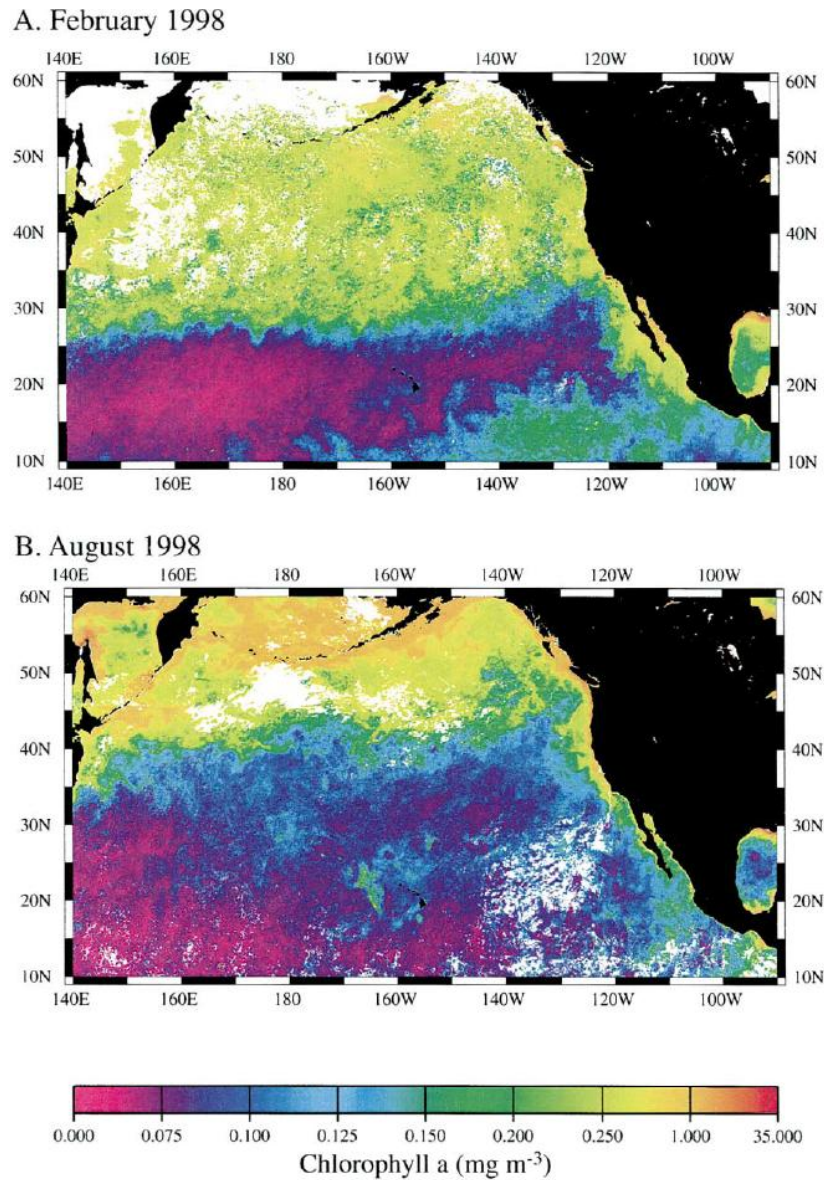 A. February 1998
140E 160E 180 160W 140W 120W 100W
60N 60N
50N 50N
40N 40N
30N 30N
20N 20N
10N 10N
140E 160E 180 160W 140W 120W 100W
B. August 1998
140E 160E 180 160W 140W 120W 100W
60N 60N
50N 50N
40N 40N
30N 30N
20N 20N
10N 10N
140E 160E 180 160W 140W 120W 100W
0.000 0.075 0.100 0.125 0.150 0.200 0.250 1.000 35.000
Chlorophyll a (mg m⁻³)